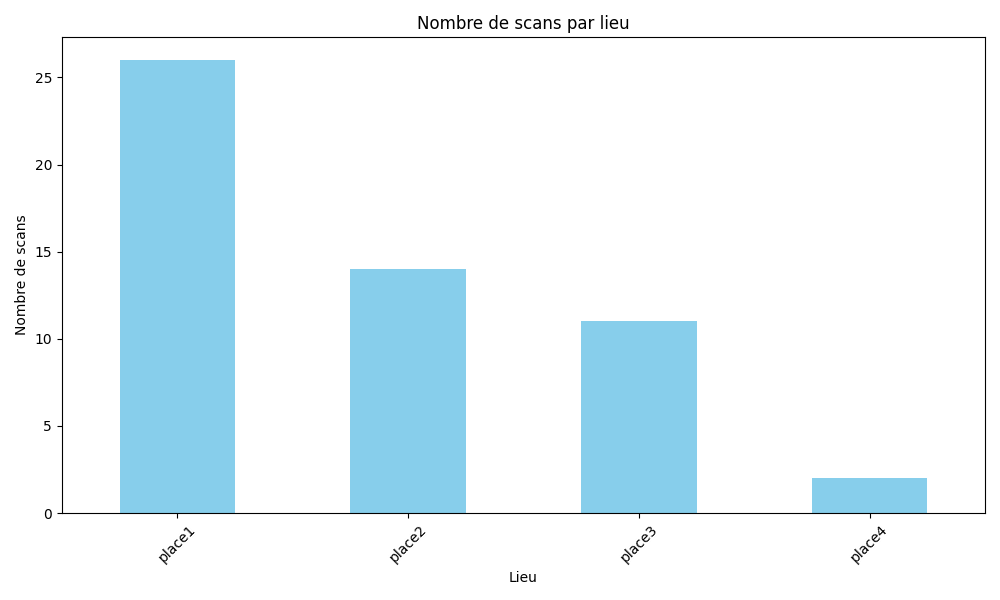 Nombre de scans par lieu
Nombre de scans
25
20
15
10
5
0
place1
place2
place3
place4
Lieu